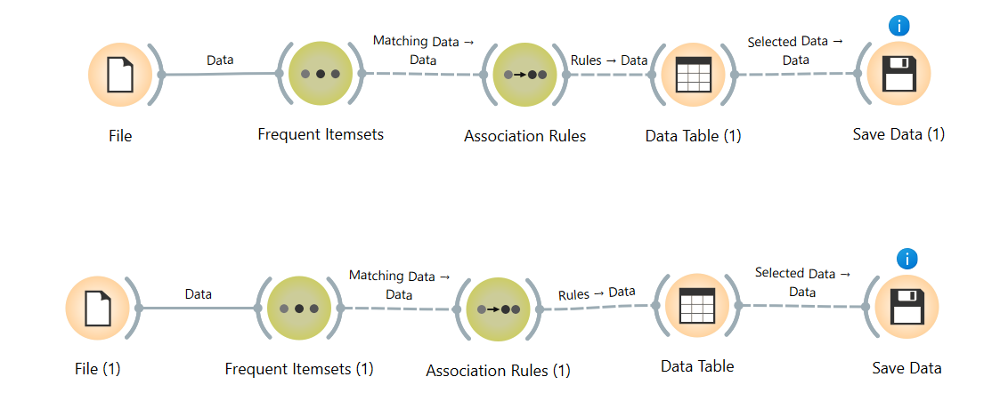 Data
Matching Data →
Data
Rules → Data
Selected Data →
Data
File
Frequent Itemsets
Association Rules
Data Table (1)
Save Data (1)
Data
Matching Data →
Data
Rules → Data
Selected Data →
Data
File (1)
Frequent Itemsets (1)
Association Rules (1)
Data Table
Save Data